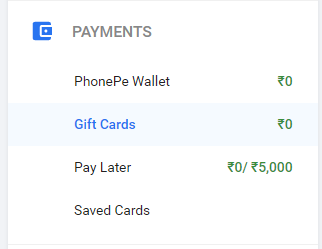 PAYMENTS
PhonePe Wallet ₹0
Gift Cards ₹0
Pay Later ₹0/ ₹5,000
Saved Cards